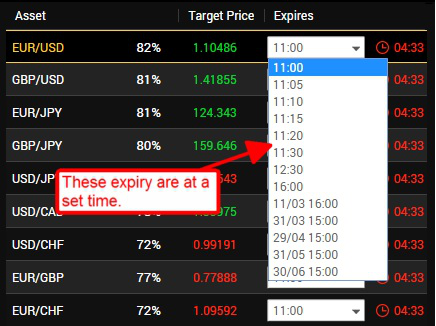 Asset Target Price Expires
EUR/USD 82% 1.10486 11:00 04:33
GBP/USD 81% 1.41855 11:00 04:33
11:05
EUR/JPY 81% 124.343 11:10 04:33
11:15
GBP/JPY 80% 159.646 11:20 04:33
11:30
These expiry are at a
set time.
USD/JP 343 12:30 04:33
16:00
USD/CA 975 11/03 16:00 04:33
31/03 15:00
USD/CHF 72% 0.99191 29/04 15:00 04:33
31/05 15:00
EUR/GBP 77% 0.77888 30/06 15:00 04:33
EUR/CHF 72% 1.09592 11:00 04:33